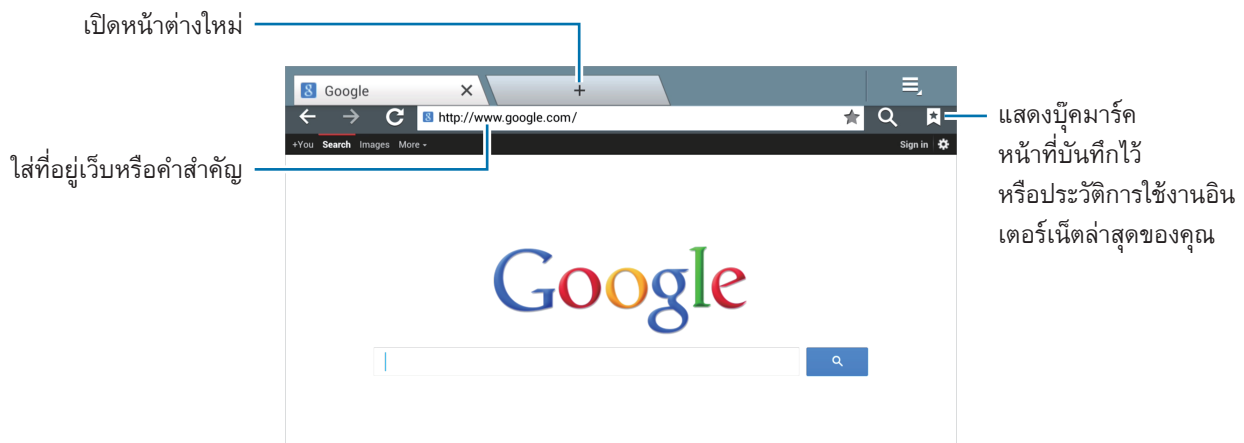 เปิดหน้าต่างใหม่
Google
http://www.google.com/
+You Search Images More
Sign in
ใส่ที่อยู่เว็บหรือคำสำคัญ
แสดงบุ๊คมาร์ค
หน้าที่บันทึกไว้
หรือประวัติการใช้งานอิน
เตอร์เน็ตล่าสุดของคุณ
Google